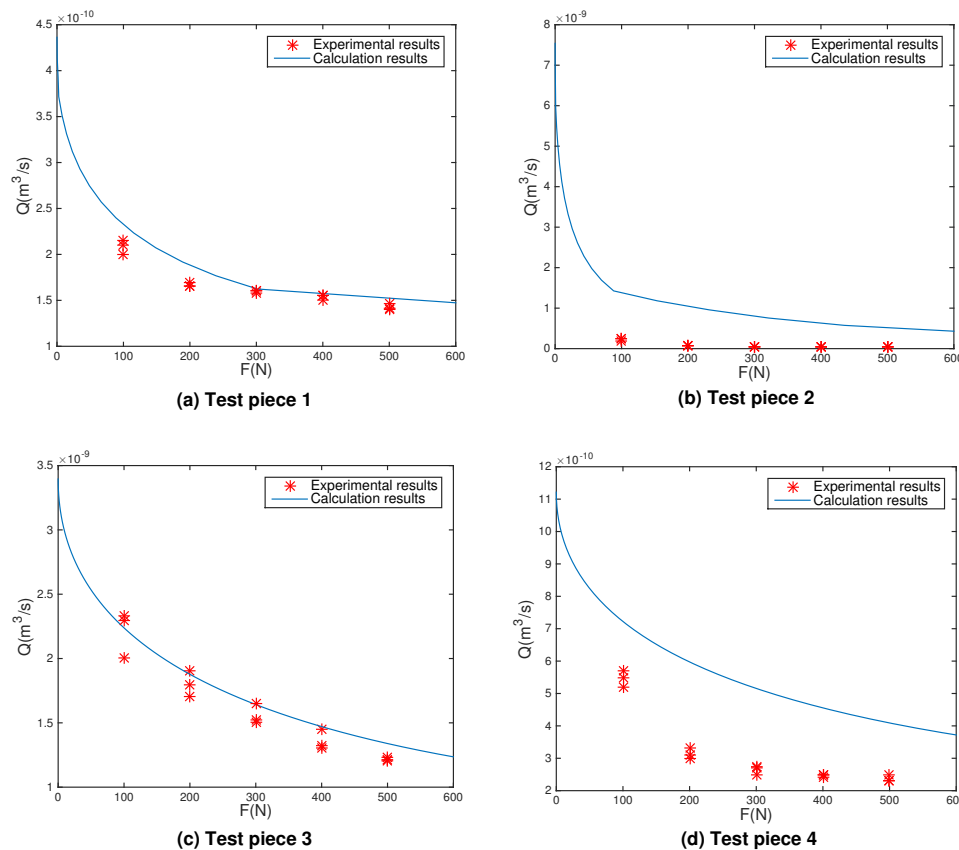 ×10⁻¹⁰
4.5
4
3.5
3
2.5
2
1.5
1
Q(m³/s)
0 100 200 300 400 500 600
F(N)
Experimental results
Calculation results
(a) Test piece 1
×10⁻⁹
8
7
6
5
4
3
2
1
0
Q(m³/s)
0 100 200 300 400 500 600
F(N)
Experimental results
Calculation results
(b) Test piece 2
×10⁻⁹
3.5
3
2.5
2
1.5
1
Q(m³/s)
0 100 200 300 400 500 600
F(N)
Experimental results
Calculation results
(c) Test piece 3
×10⁻¹⁰
12
11
10
9
8
7
6
5
4
3
2
Q(m³/s)
0 100 200 300 400 500 600
F(N)
Experimental results
Calculation results
(d) Test piece 4